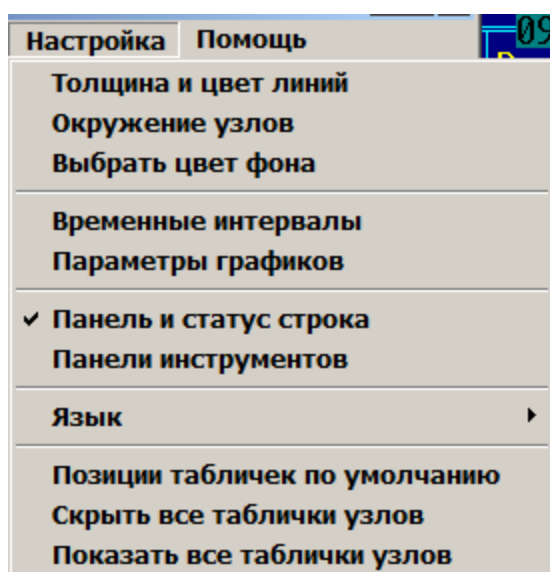 Настройка Помощь
09
Толщина и цвет линий
Окружение узлов
Выбрать цвет фона
Временные интервалы
Параметры графиков
Панель и статус строка
Панели инструментов
Язык
Позиции табличек по умолчанию
Скрыть все таблички узлов
Показать все таблички узлов